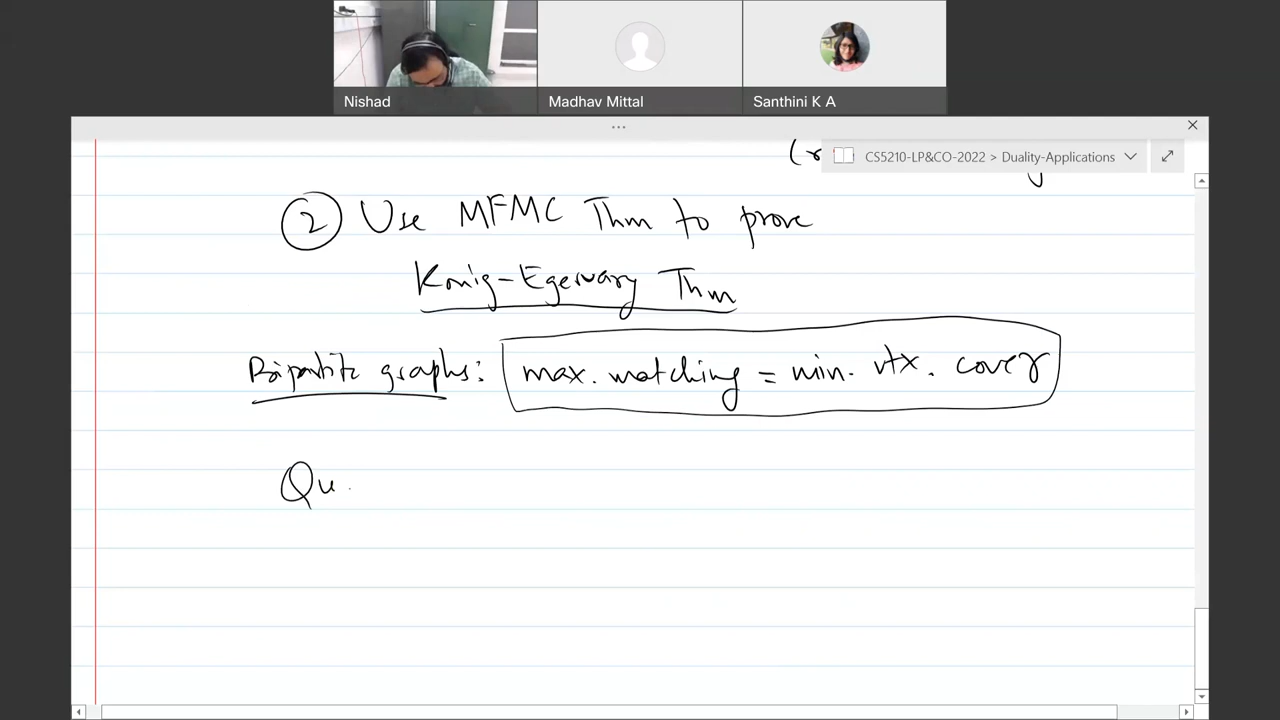 Nishad
Madhav Mittal
Santhini K A
CS5210-LP&CO-2022 > Duality-Applications
② Use MFMC Thm to prove
Konig-Egervary Thm
Bipartite graphs: max. matching = min. vtx. cover
Qu